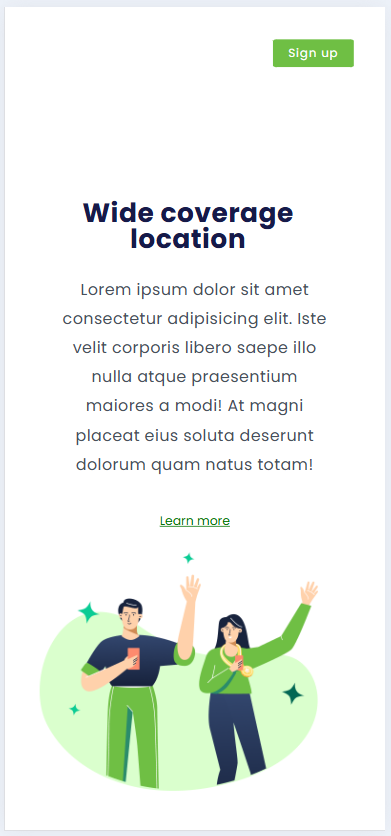 Sign up
Wide coverage
location
Lorem ipsum dolor sit amet
consectetur adipisicing elit. Iste
velit corporis libero saepe illo
nulla atque praesentium
maiores a modi! At magni
placeat eius soluta deserunt
dolorum quam natus totam!
Learn more